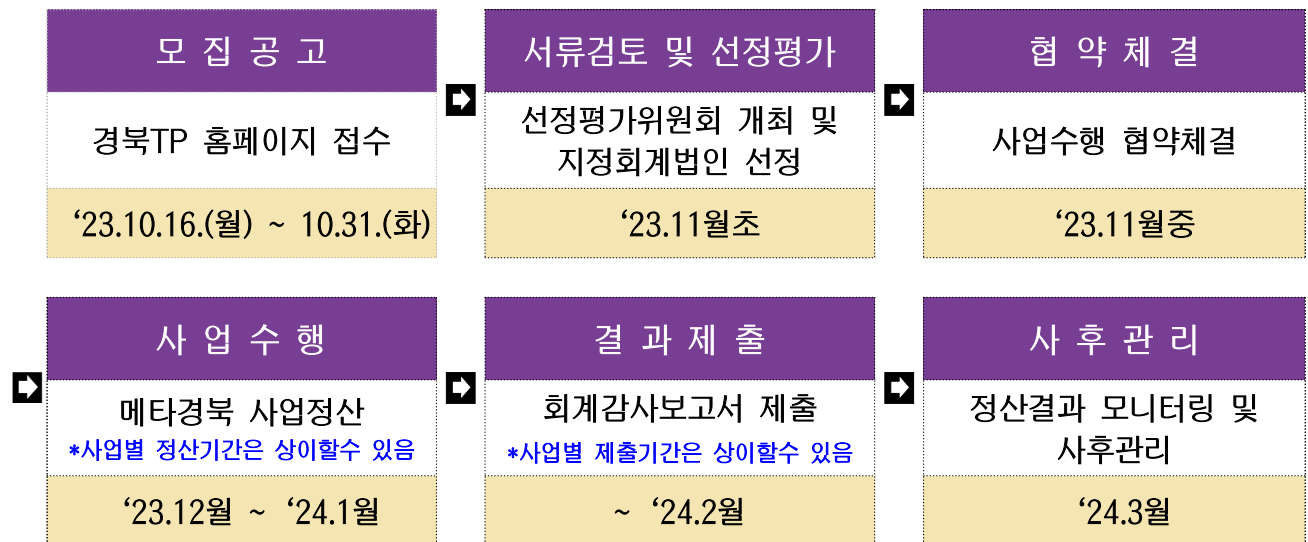 모 집 공 고
경북TP 홈페이지 접수
‘23.10.16.(월) ~ 10.31.(화)
서류검토 및 선정평가
선정평가위원회 개최 및
지정회계법인 선정
‘23.11월초
협 약 체 결
사업수행 협약체결
‘23.11월중
사 업 수 행
메타경북 사업정산
*사업별 정산기간은 상이할수 있음
‘23.12월 ~ ‘24.1월
결 과 제 출
회계감사보고서 제출
*사업별 제출기간은 상이할수 있음
~ ‘24.2월
사 후 관 리
정산결과 모니터링 및
사후관리
‘24.3월